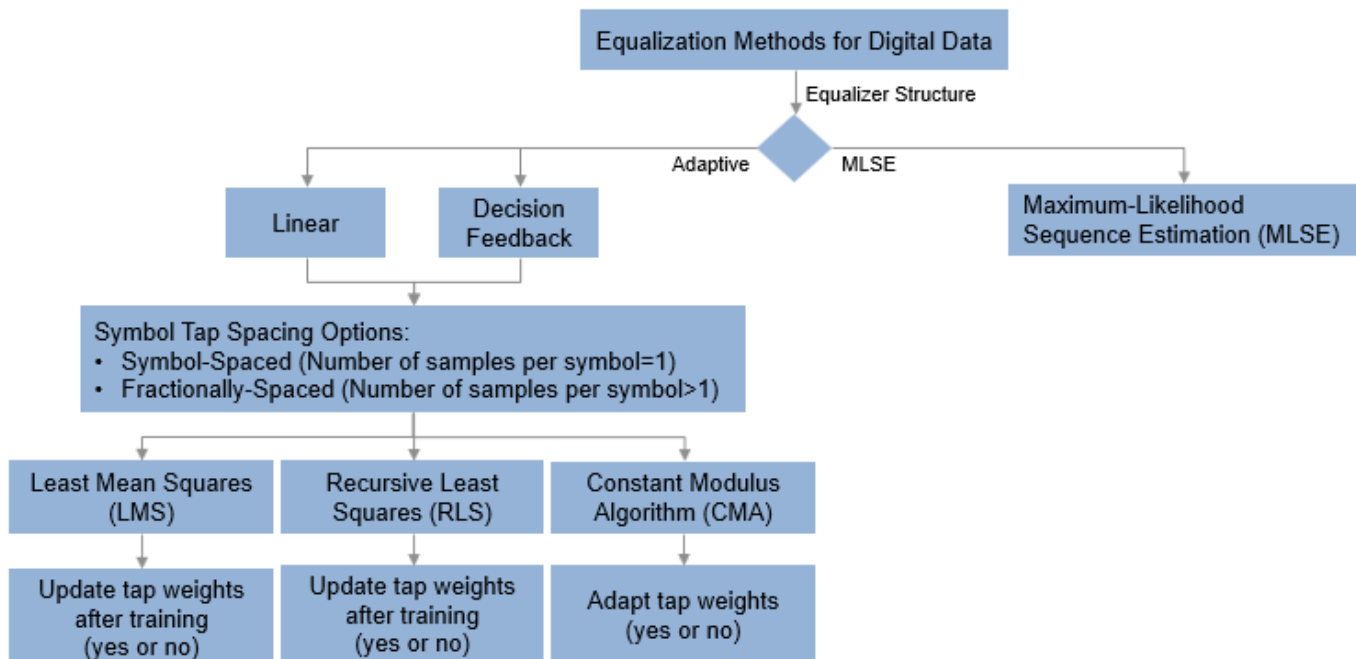 Equalization Methods for Digital Data
Equalizer Structure
Adaptive
MLSE
Linear
Decision
Feedback
Maximum-Likelihood
Sequence Estimation (MLSE)
Symbol Tap Spacing Options:
• Symbol-Spaced (Number of samples per symbol=1)
• Fractionally-Spaced (Number of samples per symbol>1)
Least Mean Squares
(LMS)
Recursive Least
Squares (RLS)
Constant Modulus
Algorithm (CMA)
Update tap weights
after training
(yes or no)
Update tap weights
after training
(yes or no)
Adapt tap weights
(yes or no)